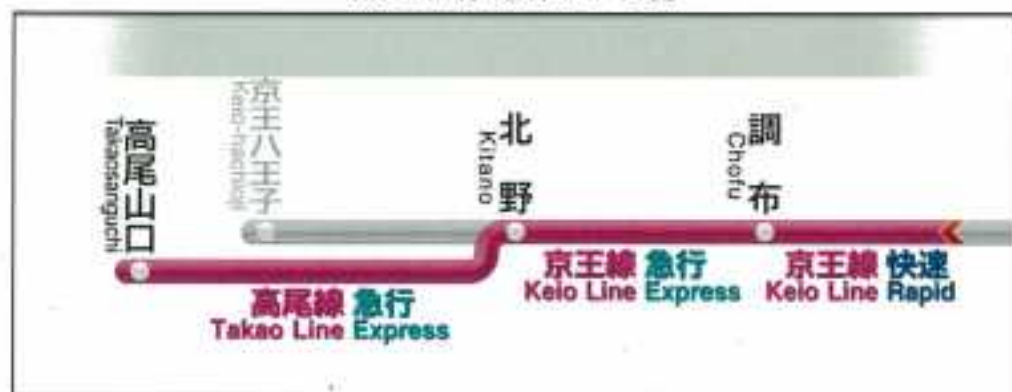 高尾山口
Takaosanguchi
京王八王子
Keio-hachioji
北野
Kitano
調布
Chofu
高尾線 急行
Takao Line Express
京王線 急行
Keio Line Express
京王線 快速
Keio Line Rapid